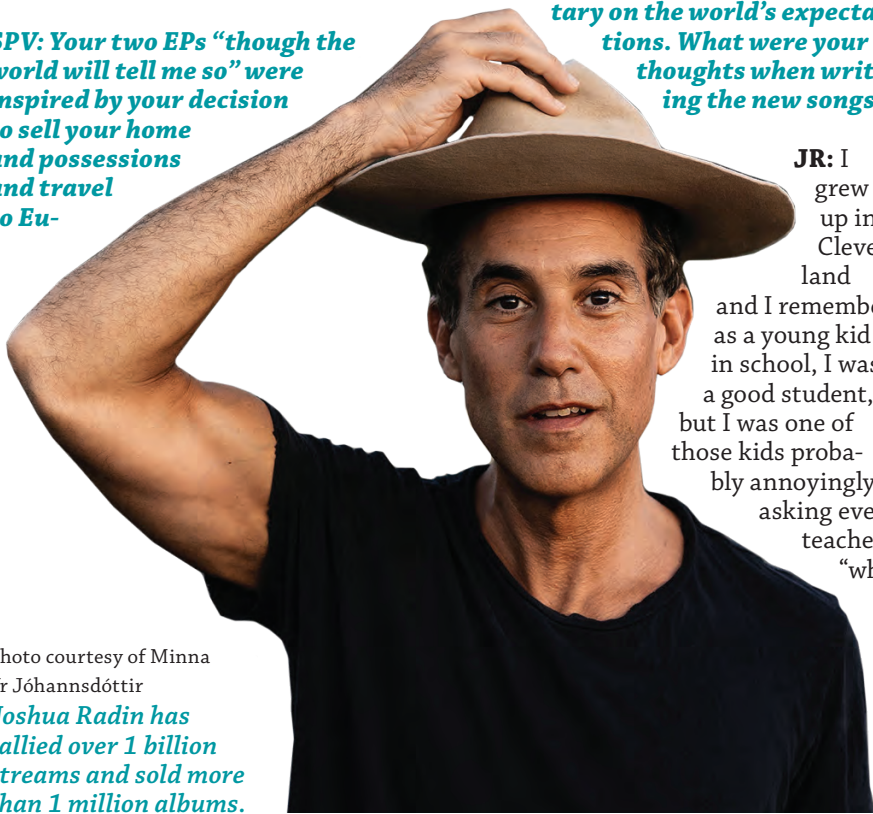 SPV: Your two EPs “though the
world will tell me so” were
nspired by your decision
o sell your home
nd possessions
nd travel
o Eu-
hoto courtesy of Minna
r Jóhannsdóttir
Joshua Radin has
allied over 1 billion
treams and sold more
han 1 million albums.
tary on the world’s expecta
tions. What were your
thoughts when writ
ing the new songs
JR: I
grew
up in
Cleve
land
and I remembe
as a young kid
in school, I was
a good student,
but I was one of
those kids proba-
bly annoyingly
asking eve
teache
“wh